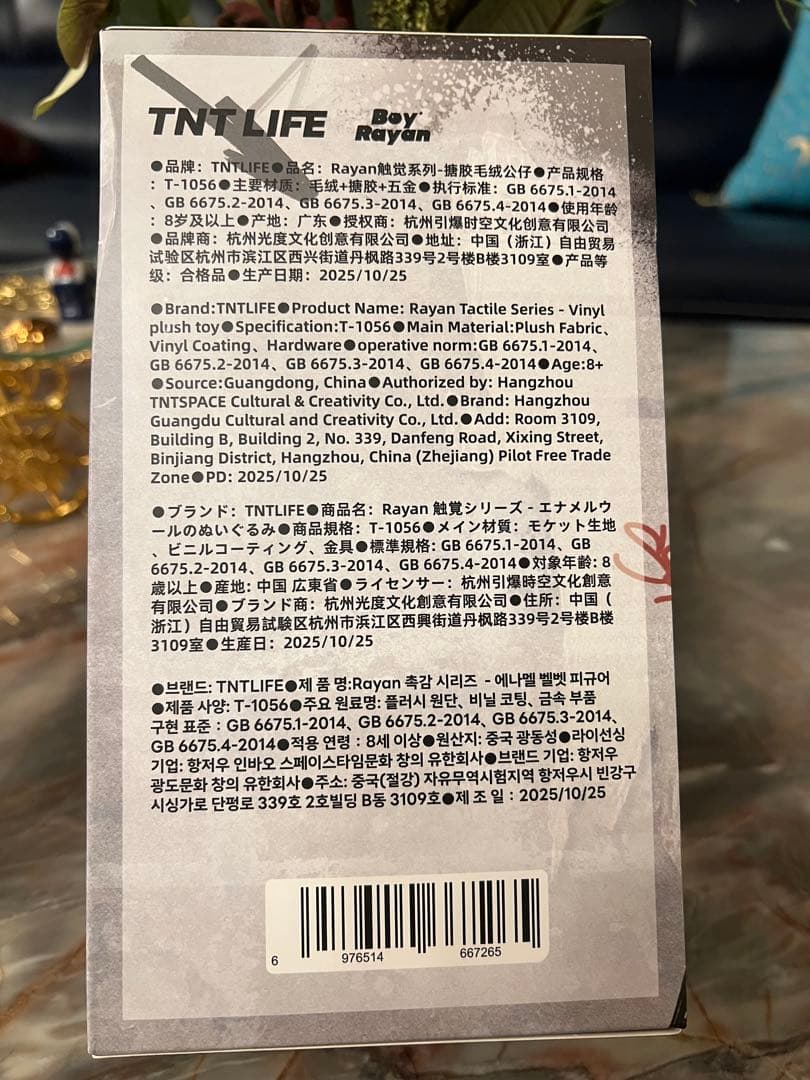 TNT LIFE Boy Rayan
●品牌：TNTLIFE●品名：Rayan触觉系列-搪胶毛绒公仔●产品规格
：T-1056●主要材质：毛绒+搪胶+五金●执行标准：GB 6675.1-2014
、GB 6675.2-2014、GB 6675.3-2014、GB 6675.4-2014●使用年龄
：8岁及以上●产地：广东●授权商：杭州引爆时空文化创意有限公司
●品牌商：杭州光度文化创意有限公司●地址：中国（浙江）自由贸易
试验区杭州市滨江区西兴街道丹枫路339号2号楼B楼3109室●产品等
级：合格品●生产日期：2025/10/25
●Brand:TNTLIFE●Product Name: Rayan Tactile Series - Vinyl
plush toy●Specification:T-1056●Main Material:Plush Fabric、
Vinyl Coating、Hardware●operative norm:GB 6675.1-2014、
GB 6675.2-2014、GB 6675.3-2014、GB 6675.4-2014●Age:8+
●Source:Guangdong, China●Authorized by: Hangzhou
TNTSPACE Cultural & Creativity Co., Ltd.●Brand: Hangzhou
Guangdu Cultural and Creativity Co., Ltd.●Add: Room 3109,
Building B, Building 2, No. 339, Danfeng Road, Xixing Street,
Binjiang District, Hangzhou, China (Zhejiang) Pilot Free Trade
Zone●PD: 2025/10/25
●ブランド：TNTLIFE●商品名：Rayan 触覚シリーズ - エナメルウ
ールのぬいぐるみ●商品規格：T-1056●メイン材質：モケット生地
、ビニルコーティング、金具●標準規格: GB 6675.1-2014、GB
6675.2-2014、GB 6675.3-2014、GB 6675.4-2014●対象年齢: 8
歳以上●産地: 中国 広東省●ライセンサー：杭州引爆時空文化創意
有限公司●ブランド商：杭州光度文化創意有限公司●住所：中国（
浙江）自由貿易試験区杭州市浜江区西興街道丹枫路339号2号楼B楼
3109室●生産日：2025/10/25
●브랜드: TNTLIFE●제 품 명:Rayan 촉감 시리즈 - 에나멜 벨벳 피규어
●제품 사양: T-1056●주요 원료명: 플러시 원단、비닐 코팅、금속 부품
구현 표준：GB 6675.1-2014、GB 6675.2-2014、GB 6675.3-2014、
GB 6675.4-2014●적용 연령：8세 이상●원산지: 중국 광동성●라이선싱
기업: 항저우 인바오 스페이스타임문화 창의 유한회사●브랜드 기업: 항저우
광도문화 창의 유한회사●주소: 중국(절강) 자유무역시험지역 항저우시 빈강구
시싱가로 단평로 339호 2호빌딩 B동 3109호●제 조 일：2025/10/25
6 976514 667265